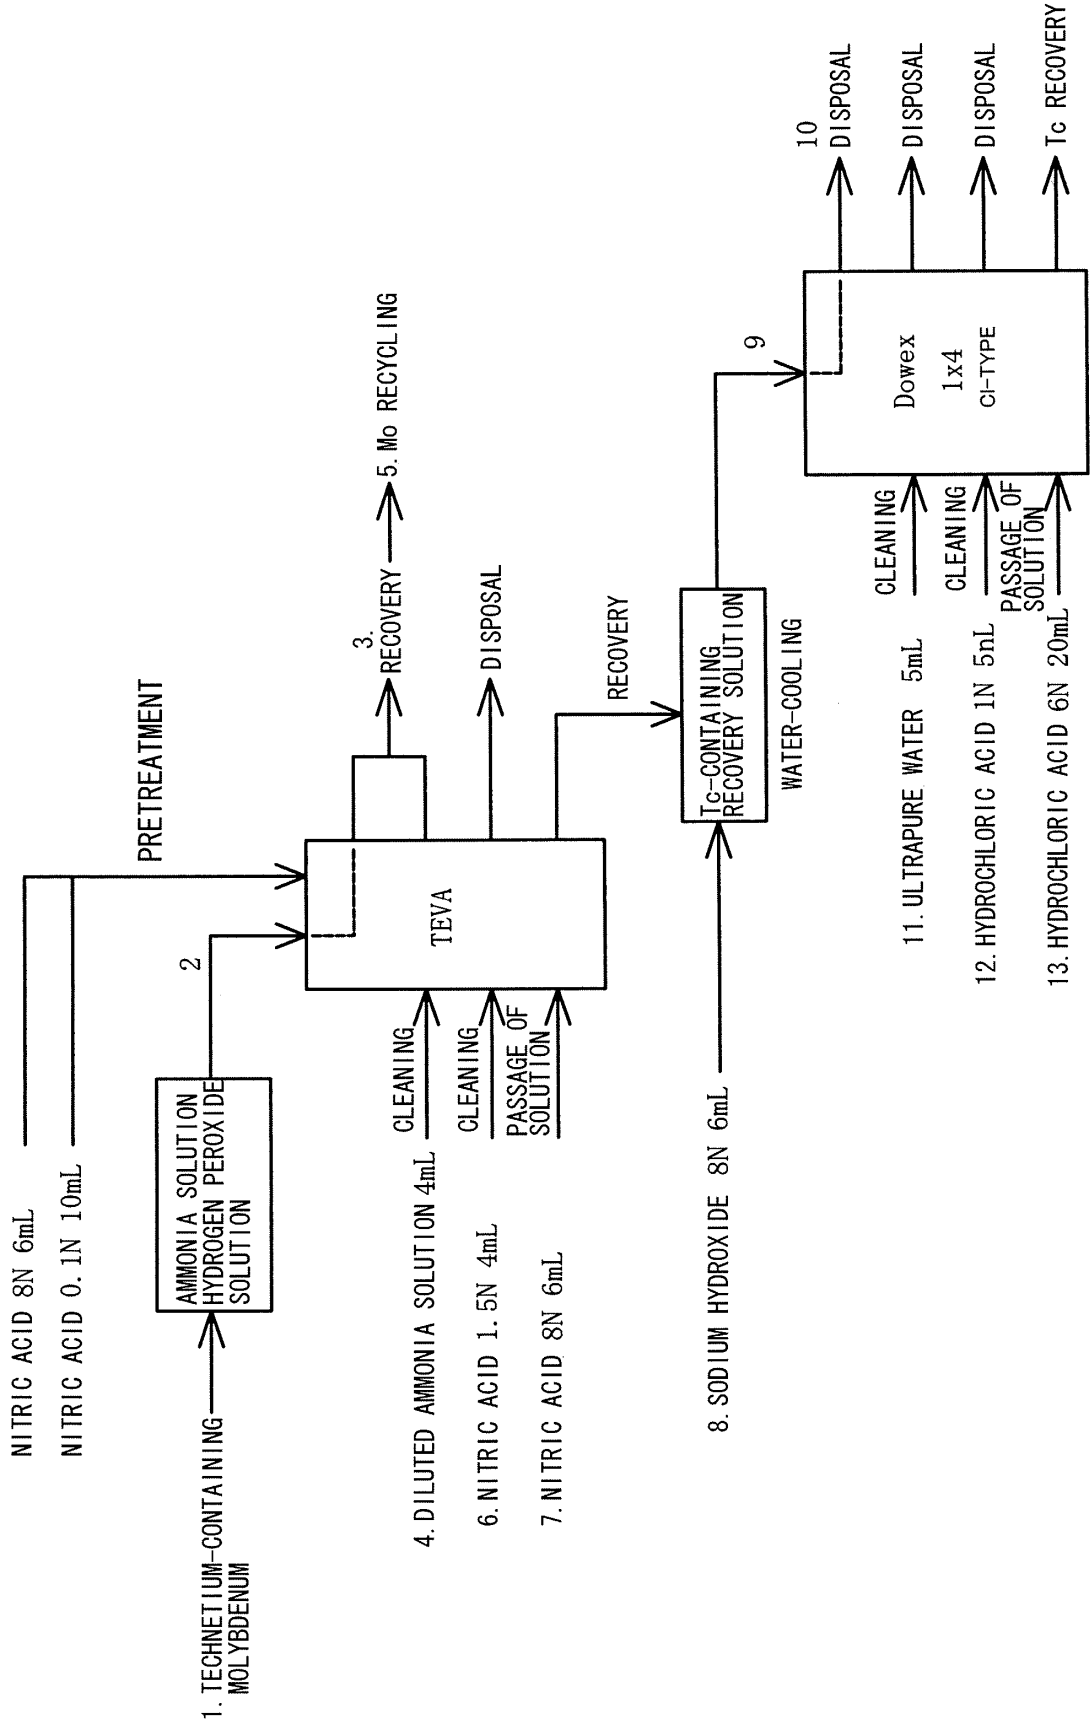 NITRIC ACID 8N 6mL
NITRIC ACID 0.1N 10mL
PRETREATMENT
1. TECHNETIUM-CONTAINING
MOLYBDENUM
AMMONIA SOLUTION
HYDROGEN PEROXIDE
SOLUTION
2
TEVA
3.
RECOVERY
5. Mo RECYCLING
4. DILUTED AMMONIA SOLUTION 4mL
CLEANING
DISPOSAL
6. NITRIC ACID 1.5N 4mL
CLEANING
7. NITRIC ACID 8N 6mL
PASSAGE OF
SOLUTION
RECOVERY
8. SODIUM HYDROXIDE 8N 6mL
Tc-CONTAINING
RECOVERY SOLUTION
WATER-COOLING
9
10
DISPOSAL
Dowex
1x4
Cl-TYPE
11. ULTRAPURE WATER 5mL
CLEANING
DISPOSAL
12. HYDROCHLORIC ACID 1N 5nL
CLEANING
DISPOSAL
13. HYDROCHLORIC ACID 6N 20mL
PASSAGE OF
SOLUTION
Tc RECOVERY